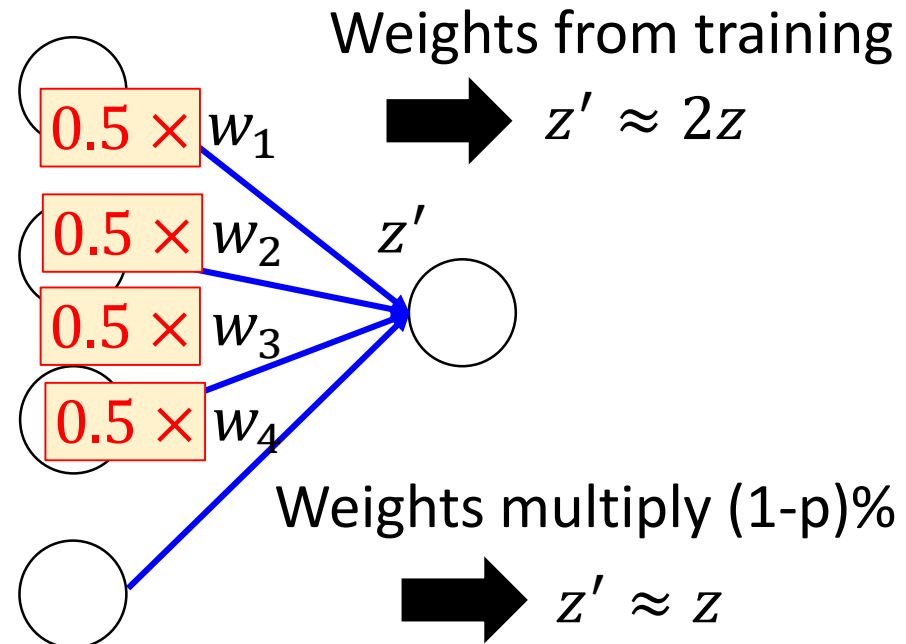 Weights from training
z′ ≈ 2z
0.5 × w₁
0.5 × w₂
z′
0.5 × w₃
0.5 × w₄
Weights multiply (1-p)%
z′ ≈ z